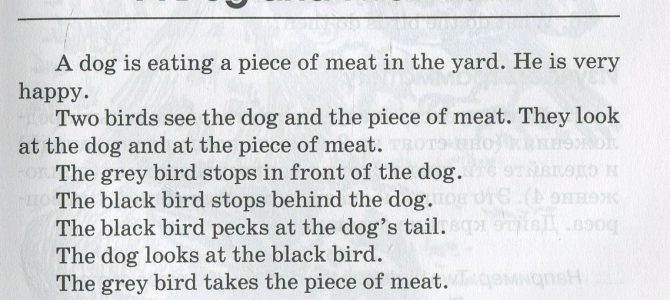 A dog is eating a piece of meat in the yard. He is very
happy.
Two birds see the dog and the piece of meat. They look
at the dog and at the piece of meat.
The grey bird stops in front of the dog.
The black bird stops behind the dog.
The black bird pecks at the dog's tail.
The dog looks at the black bird.
The grey bird takes the piece of meat.